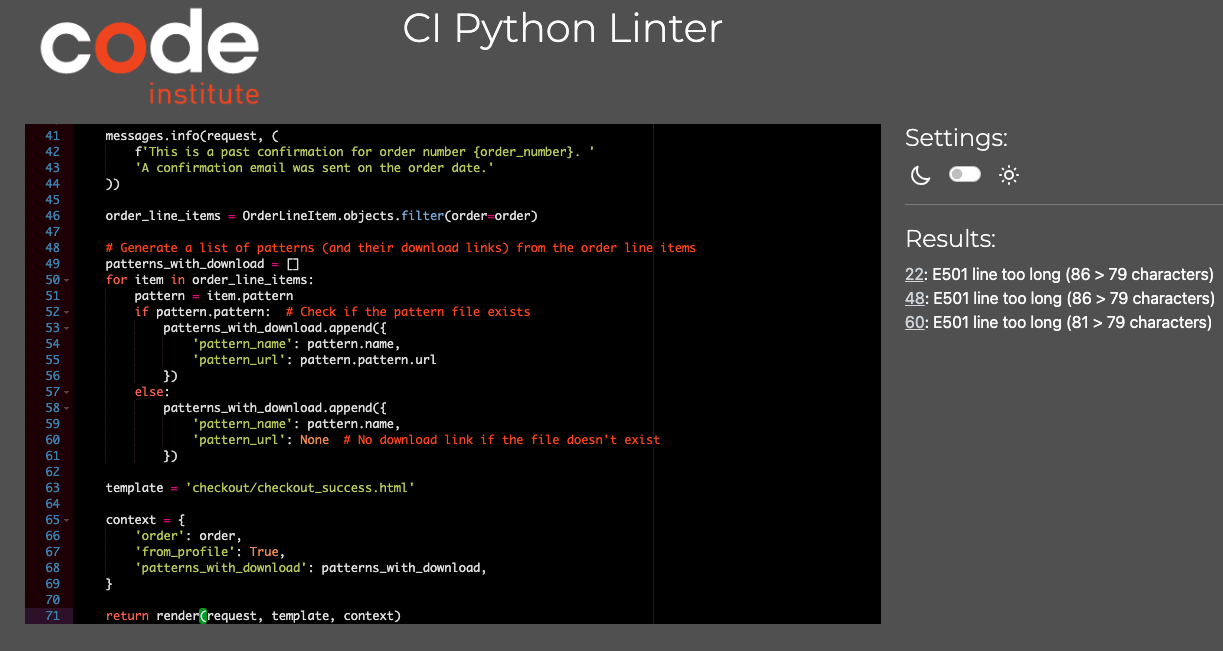 code
institute
CI Python Linter
41 messages.info(request, (
42 f'This is a past confirmation for order number {order_number}. '
43 'A confirmation email was sent on the order date.'
44 ))
45
46 order_line_items = OrderLineItem.objects.filter(order=order)
47
48 # Generate a list of patterns (and their download links) from the order line items
49 patterns_with_download = []
50 for item in order_line_items:
51 pattern = item.pattern
52 if pattern.pattern:  # Check if the pattern file exists
53 patterns_with_download.append({
54 'pattern_name': pattern.name,
55 'pattern_url': pattern.pattern.url
56 })
57 else:
58 patterns_with_download.append({
59 'pattern_name': pattern.name,
60 'pattern_url': None  # No download link if the file doesn't exist
61 })
62
63 template = 'checkout/checkout_success.html'
64
65 context = {
66 'order': order,
67 'from_profile': True,
68 'patterns_with_download': patterns_with_download,
69 }
70
71 return render(request, template, context)
Settings:
Results:
22: E501 line too long (86 > 79 characters)
48: E501 line too long (86 > 79 characters)
60: E501 line too long (81 > 79 characters)